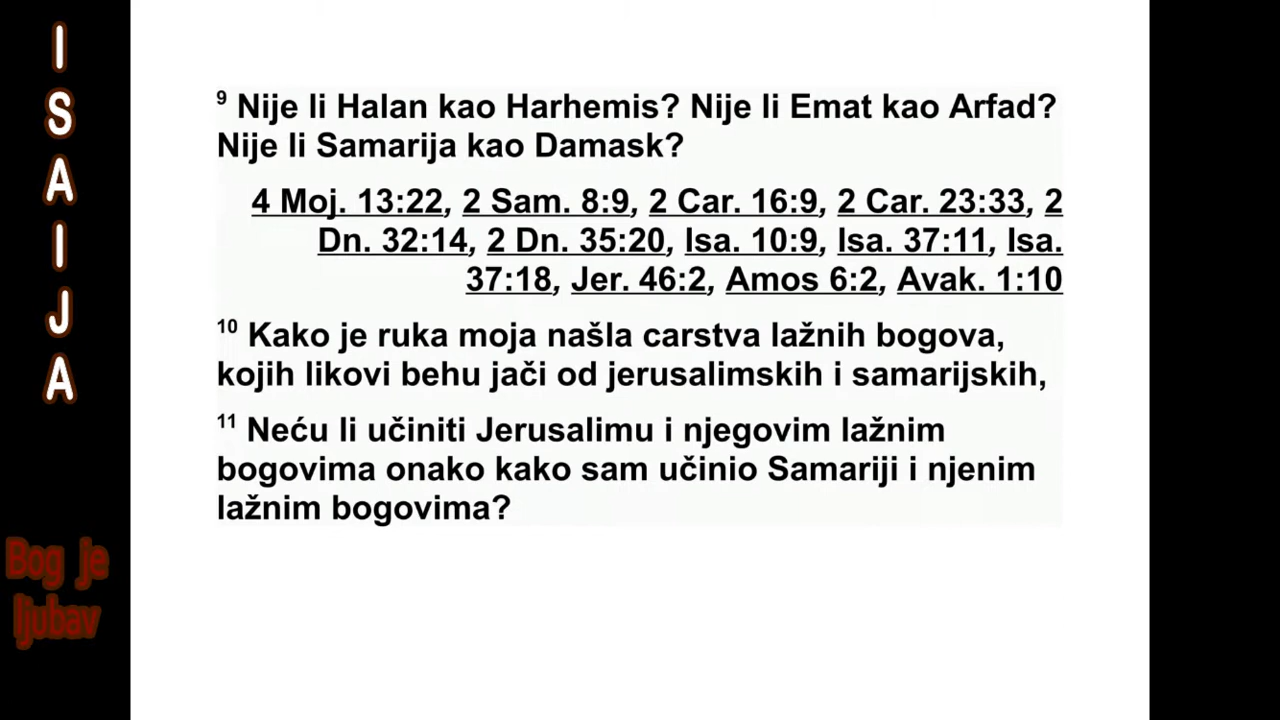 ISAIJA
Bog je
ljubav
9 Nije li Halan kao Harhemis? Nije li Emat kao Arfad?
Nije li Samarija kao Damask?
4 Moj. 13:22, 2 Sam. 8:9, 2 Car. 16:9, 2 Car. 23:33, 2
Dn. 32:14, 2 Dn. 35:20, Isa. 10:9, Isa. 37:11, Isa.
37:18, Jer. 46:2, Amos 6:2, Avak. 1:10
10 Kako je ruka moja našla carstva lažnih bogova,
kojih likovi behu jači od jerusalimskih i samarijskih,
11 Neću li učiniti Jerusalimu i njegovim lažnim
bogovima onako kako sam učinio Samariji i njenim
lažnim bogovima?